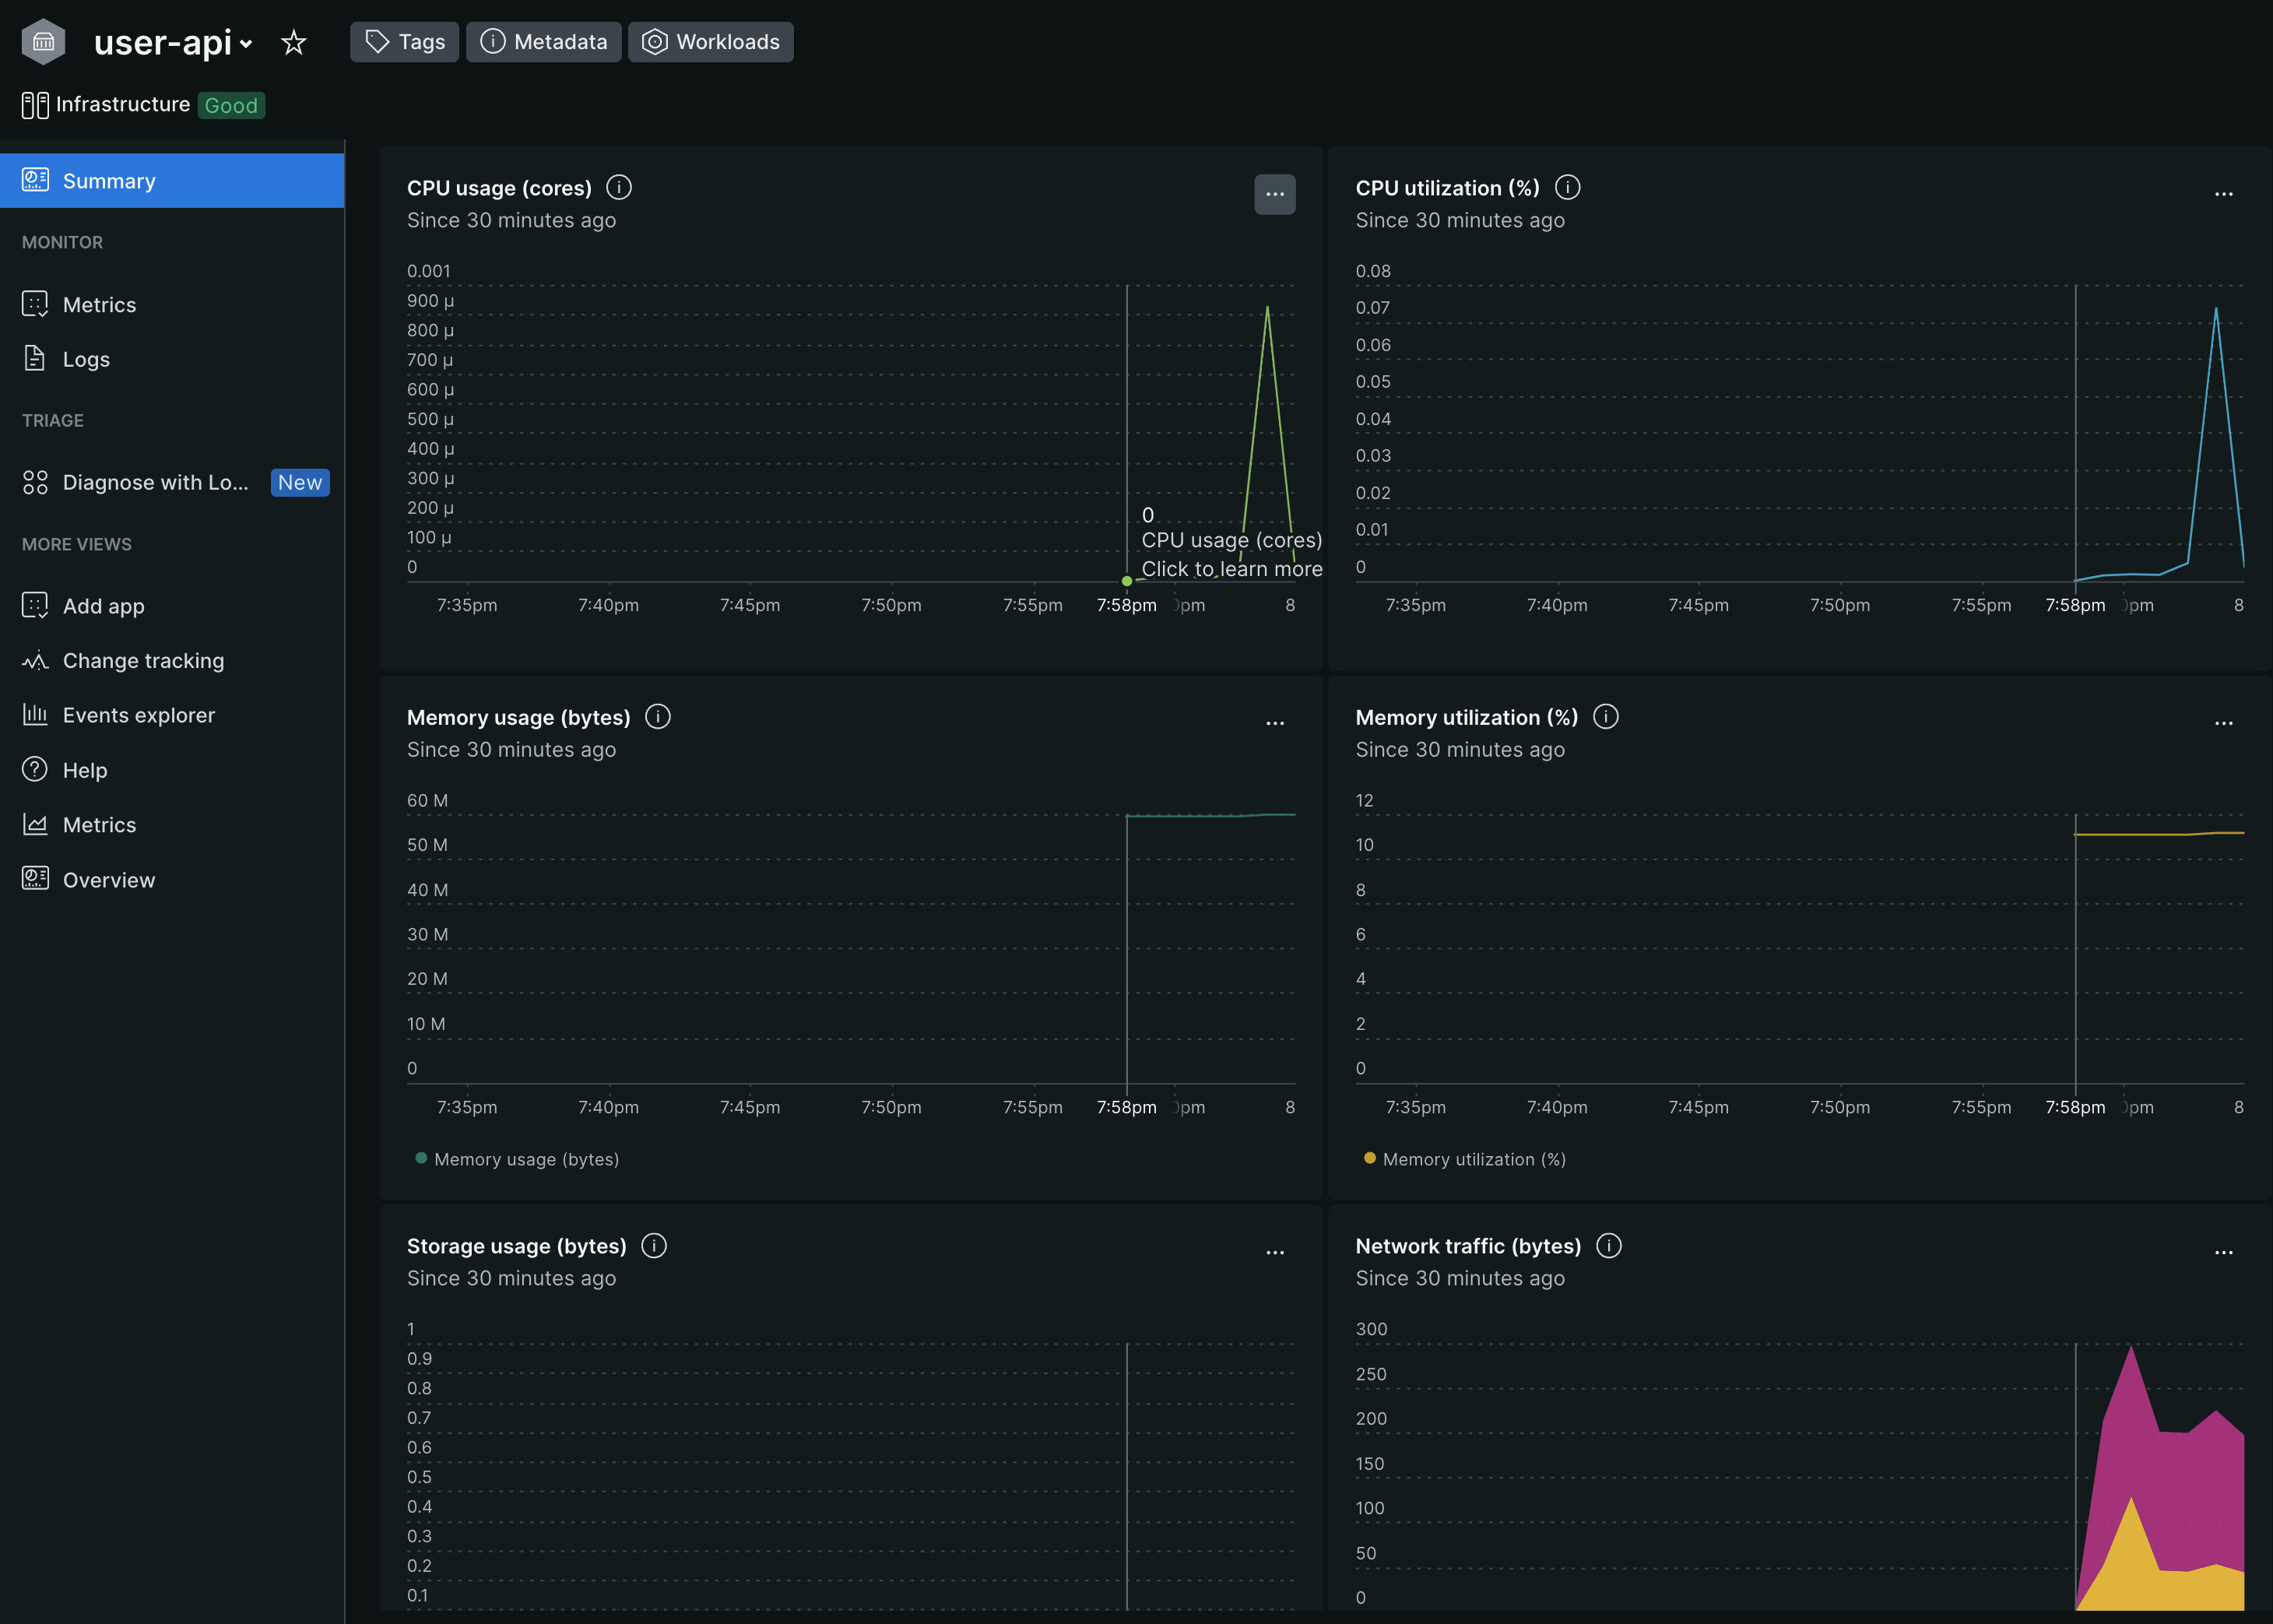 user-api
Tags
Metadata
Workloads
Infrastructure Good
Summary
MONITOR
Metrics
Logs
TRIAGE
Diagnose with Lo... New
MORE VIEWS
Add app
Change tracking
Events explorer
Help
Metrics
Overview
CPU usage (cores)
Since 30 minutes ago
0.001
900 µ
800 µ
700 µ
600 µ
500 µ
400 µ
300 µ
200 µ
100 µ
0
0
CPU usage (cores)
Click to learn more
7:35pm 7:40pm 7:45pm 7:50pm 7:55pm 7:58pm 0pm 8
CPU utilization (%)
Since 30 minutes ago
0.08
0.07
0.06
0.05
0.04
0.03
0.02
0.01
0
7:35pm 7:40pm 7:45pm 7:50pm 7:55pm 7:58pm 0pm 8
Memory usage (bytes)
Since 30 minutes ago
60 M
50 M
40 M
30 M
20 M
10 M
0
7:35pm 7:40pm 7:45pm 7:50pm 7:55pm 7:58pm 0pm 8
Memory usage (bytes)
Memory utilization (%)
Since 30 minutes ago
12
10
8
6
4
2
0
7:35pm 7:40pm 7:45pm 7:50pm 7:55pm 7:58pm 0pm 8
Memory utilization (%)
Storage usage (bytes)
Since 30 minutes ago
1
0.9
0.8
0.7
0.6
0.5
0.4
0.3
0.2
0.1
Network traffic (bytes)
Since 30 minutes ago
300
250
200
150
100
50
0